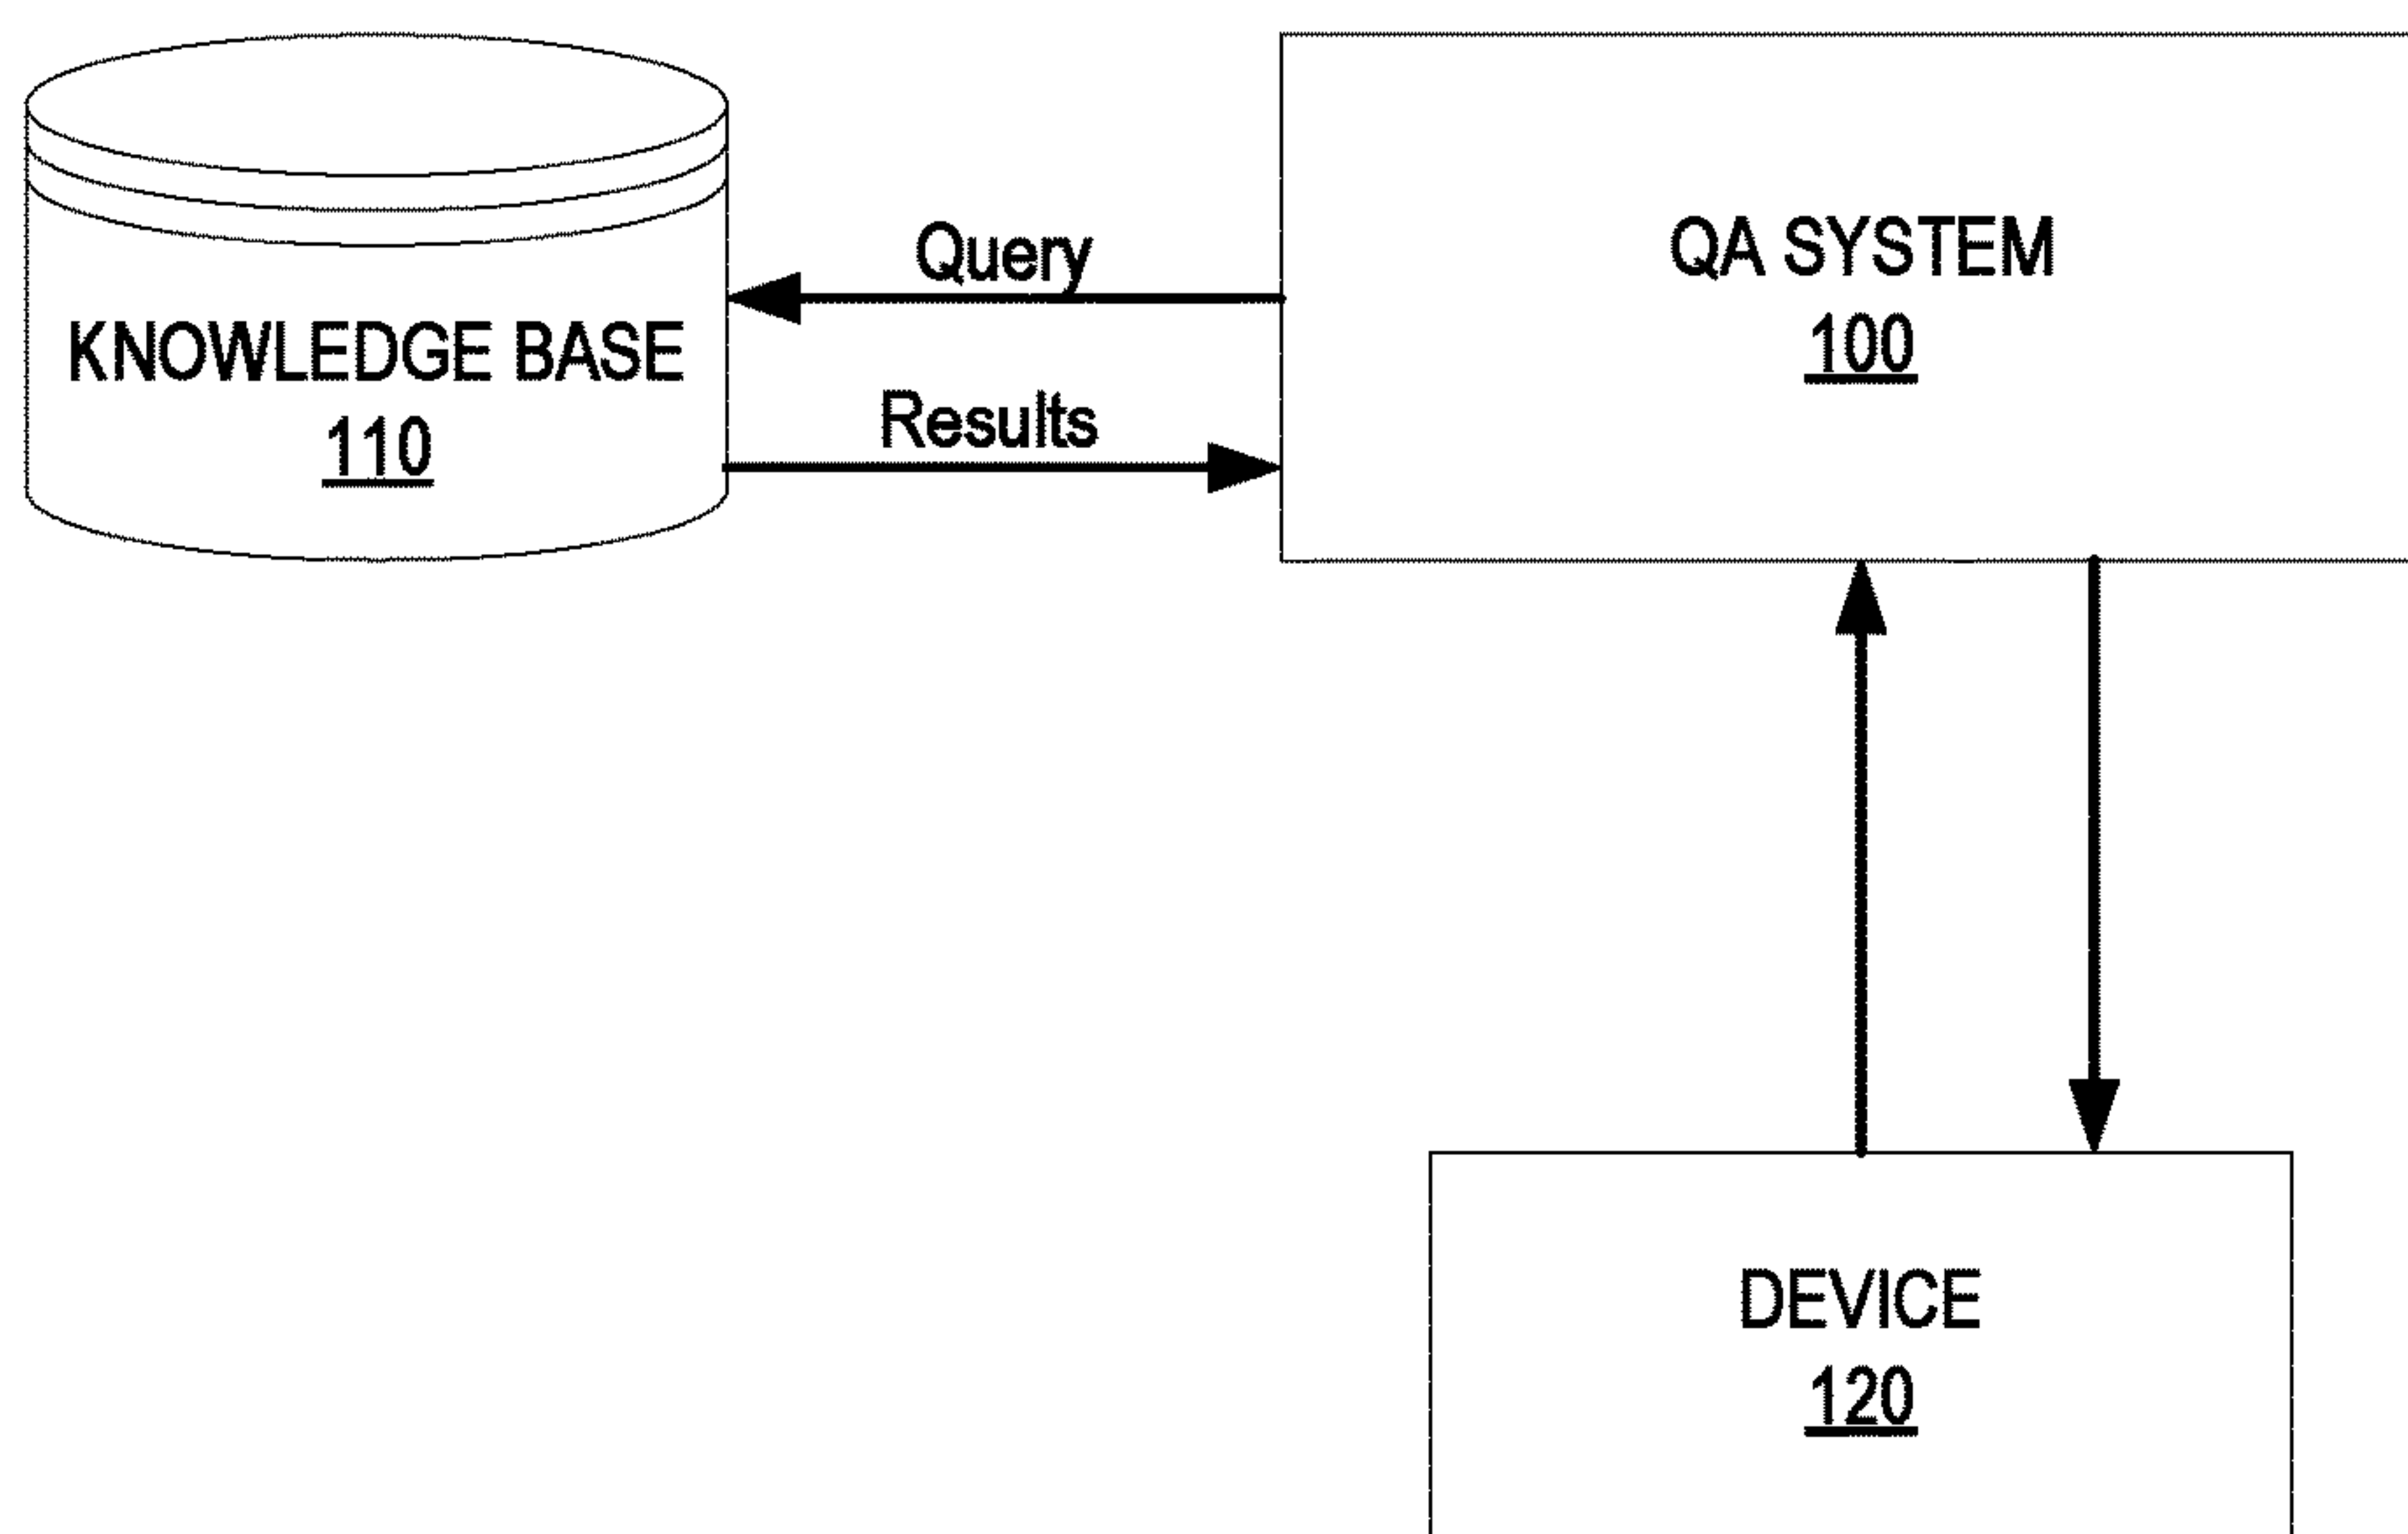 Query
QA SYSTEM
100
KNOWLEDGE BASE
110
Results
DEVICE
120